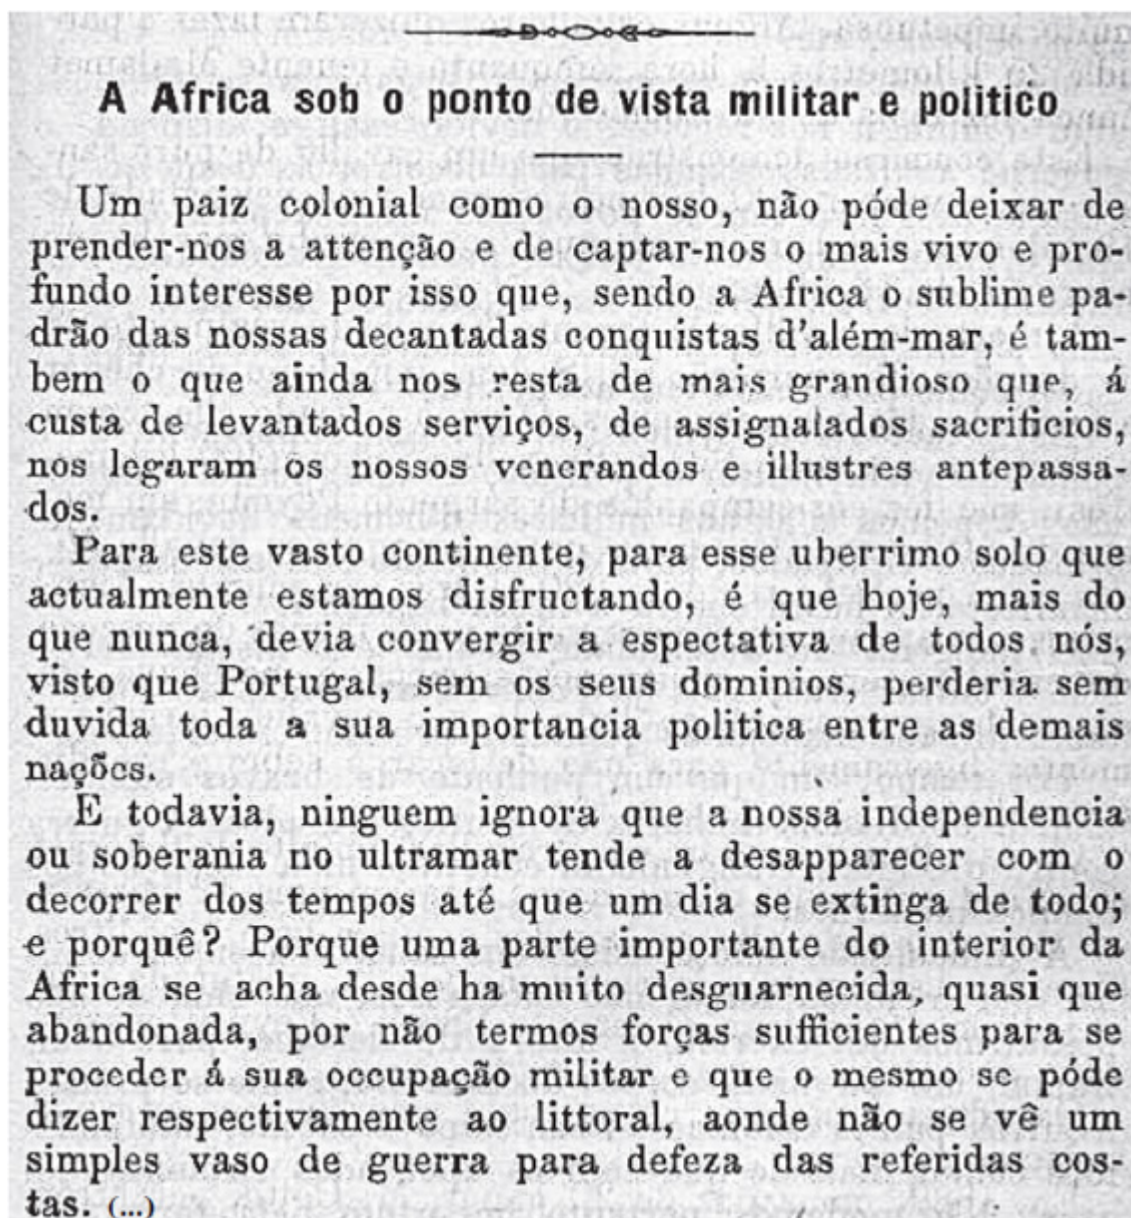 A Africa sob o ponto de vista militar e politico
Um paiz colonial como o nosso, não póde deixar de
prender-nos a attenção e de captar-nos o mais vivo e pro-
fundo interesse por isso que, sendo a Africa o sublime pa-
drão das nossas decantadas conquistas d'além-mar, é tam-
bem o que ainda nos resta de mais grandioso que, á
custa de levantados serviços, de assignalados sacrificios,
nos legaram os nossos venerandos e illustres antepassa-
dos.
Para este vasto continente, para esse uberrimo solo que
actualmente estamos disfructando, é que hoje, mais do
que nunca, devia convergir a espectativa de todos nós,
visto que Portugal, sem os seus dominios, perderia sem
duvida toda a sua importancia politica entre as demais
nações.
E todavia, ninguem ignora que a nossa independencia
ou soberania no ultramar tende a desapparecer com o
decorrer dos tempos até que um dia se extinga de todo;
e porquê? Porque uma parte importante do interior da
Africa se acha desde ha muito desguarnecida, quasi que
abandonada, por não termos forças sufficientes para se
proceder á sua occupação militar e que o mesmo se póde
dizer respectivamente ao littoral, aonde não se vê um
simples vaso de guerra para defeza das referidas cos-
tas. (...)